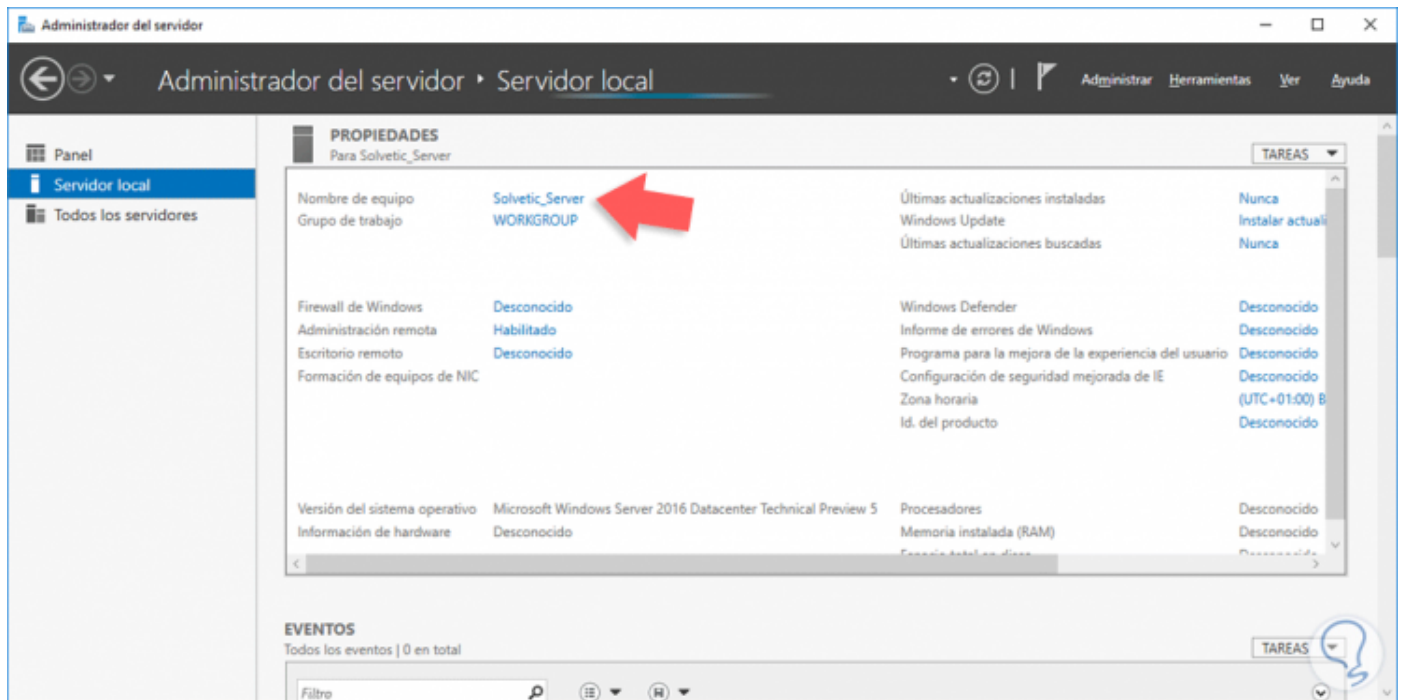 Administrador del servidor
Administrador del servidor ‣ Servidor local
Administrar Herramientas Ver Ayuda
Panel
Servidor local
Todos los servidores
PROPIEDADES
Para Solvetic_Server
TAREAS
Nombre de equipo Solvetic_Server Últimas actualizaciones instaladas Nunca
Grupo de trabajo WORKGROUP Windows Update Instalar actuali
Últimas actualizaciones buscadas Nunca
Firewall de Windows Desconocido Windows Defender Desconocido
Administración remota Habilitado Informe de errores de Windows Desconocido
Escritorio remoto Desconocido Programa para la mejora de la experiencia del usuario Desconocido
Formación de equipos de NIC Configuración de seguridad mejorada de IE Desconocido
Zona horaria (UTC+01:00) B
Id. del producto Desconocido
Versión del sistema operativo Microsoft Windows Server 2016 Datacenter Technical Preview 5 Procesadores Desconocido
Información de hardware Desconocido Memoria instalada (RAM) Desconocido
EVENTOS
Todos los eventos | 0 en total
TAREAS
Filtro